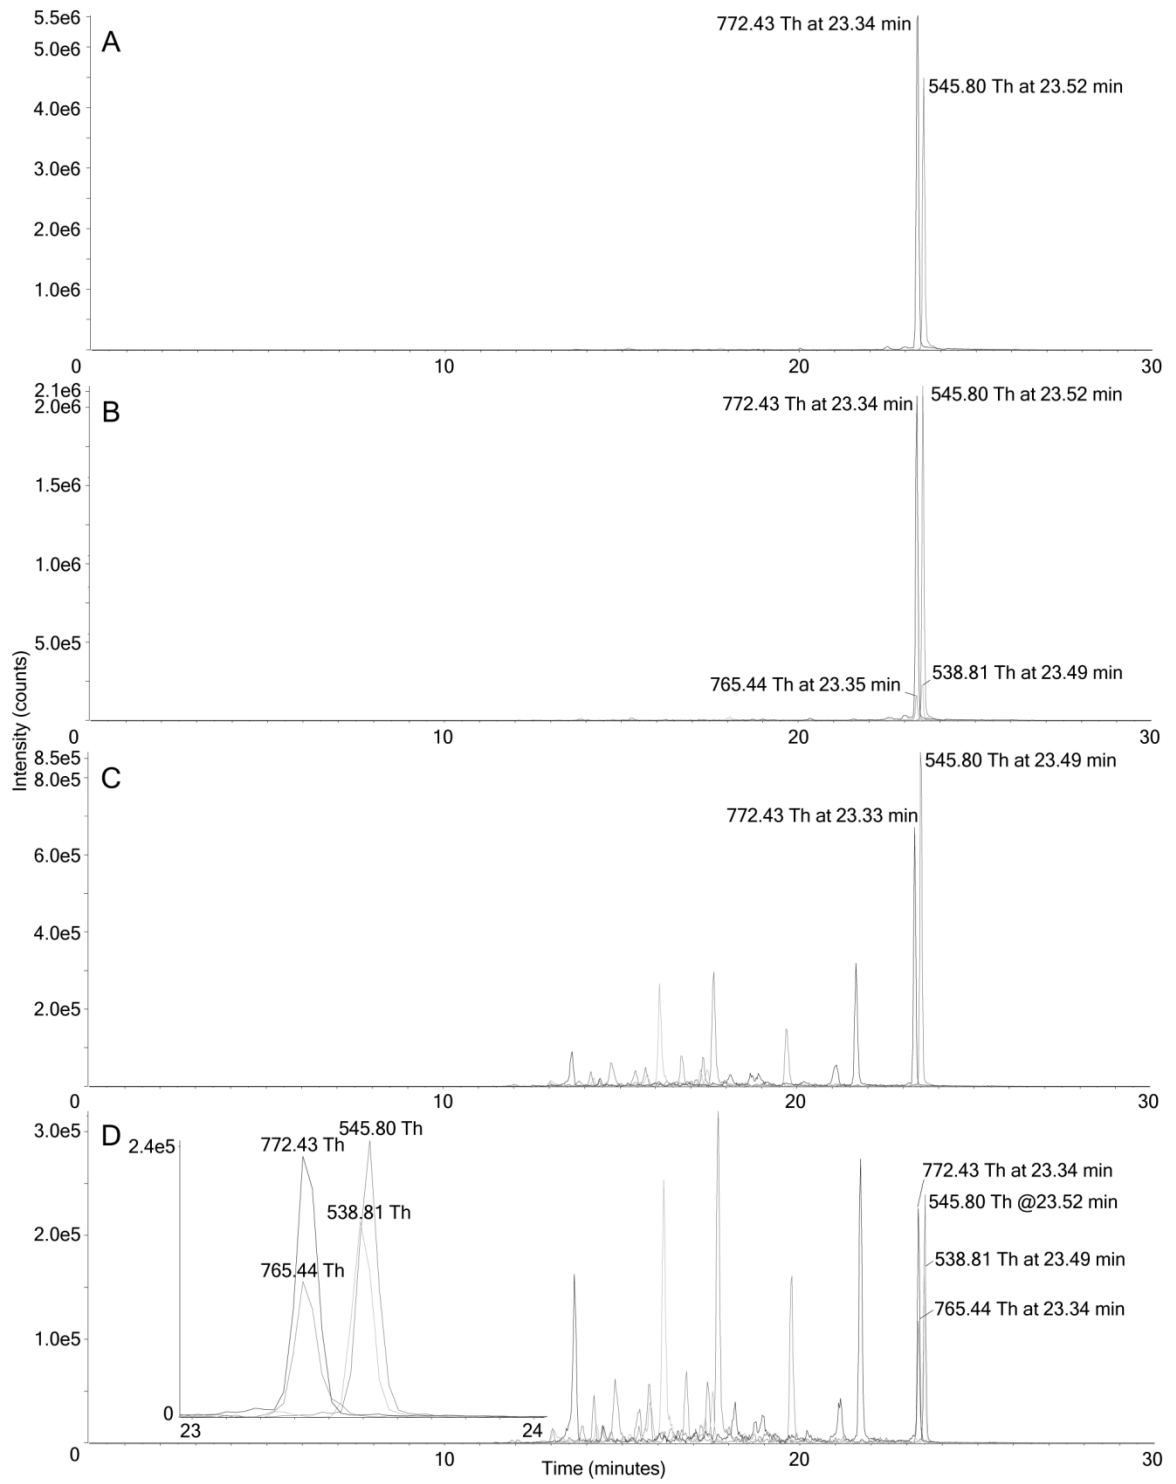 5.5e6
A
772.43 Th at 23.34 min
5.0e6
545.80 Th at 23.52 min
4.0e6
3.0e6
2.0e6
1.0e6
0 10 20 30
2.1e6
2.0e6
B
772.43 Th at 23.34 min
545.80 Th at 23.52 min
1.5e6
1.0e6
5.0e5
765.44 Th at 23.35 min
538.81 Th at 23.49 min
0 10 20 30
Intensity (counts)
8.5e5
8.0e5
C
545.80 Th at 23.49 min
772.43 Th at 23.33 min
6.0e5
4.0e5
2.0e5
0 10 20 30
3.0e5
D
2.4e5
772.43 Th
545.80 Th
538.81 Th
765.44 Th
0
23 24
772.43 Th at 23.34 min
545.80 Th @23.52 min
538.81 Th at 23.49 min
765.44 Th at 23.34 min
2.0e5
1.0e5
0 10 20 30
Time (minutes)